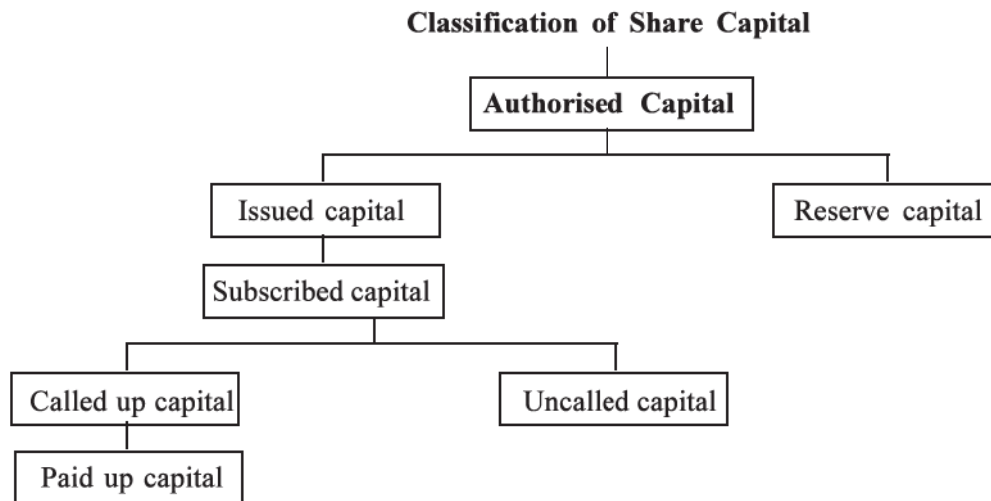 Classification of Share Capital
Authorised Capital
Issued capital
Reserve capital
Subscribed capital
Called up capital
Uncalled capital
Paid up capital